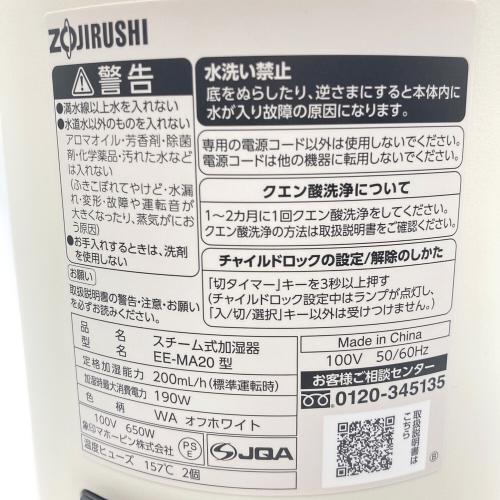 ZOJIRUSHI
警告
●満水線以上水を入れない
●水道水以外のものを入れない
アロマオイル・芳香剤・除菌
剤・化学薬品・汚れた水など
は入れない
(ふきこぼれてやけど・水漏
れ・変形・故障や運転音が
大きくなったり、蒸気がにお
う原因)
●お手入れするときは、洗剤
を使用しない
お願い
取扱説明書の警告・注意・お願い
を必ずお読みください。
水洗い禁止
底をぬらしたり、逆さまにすると本体内に
水が入り故障の原因になります。
専用の電源コード以外は使用しないでください。
電源コードは他の機器に転用しないでください。
クエン酸洗浄について
1～2カ月に1回クエン酸洗浄をしてください。
クエン酸洗浄の方法は取扱説明書をご確認ください。
チャイルドロックの設定/解除のしかた
「切タイマー」キーを3秒以上押す
(チャイルドロック設定中はランプが点灯し、
「入/切/選択」キー以外は受けつけません。)
品名 スチーム式加湿器
型名 EE-MA20 型
定格加湿能力 200mL/h(標準運転時)
加湿時最大消費電力 190W
色柄 WA オフホワイト
100V 650W
象印マホービン株式会社
温度ヒューズ 157℃ 2個
PSE
JQA
Made in China
100V 50/60Hz
お客様ご相談センター
0120-345135
取扱説明書は
こちら
B